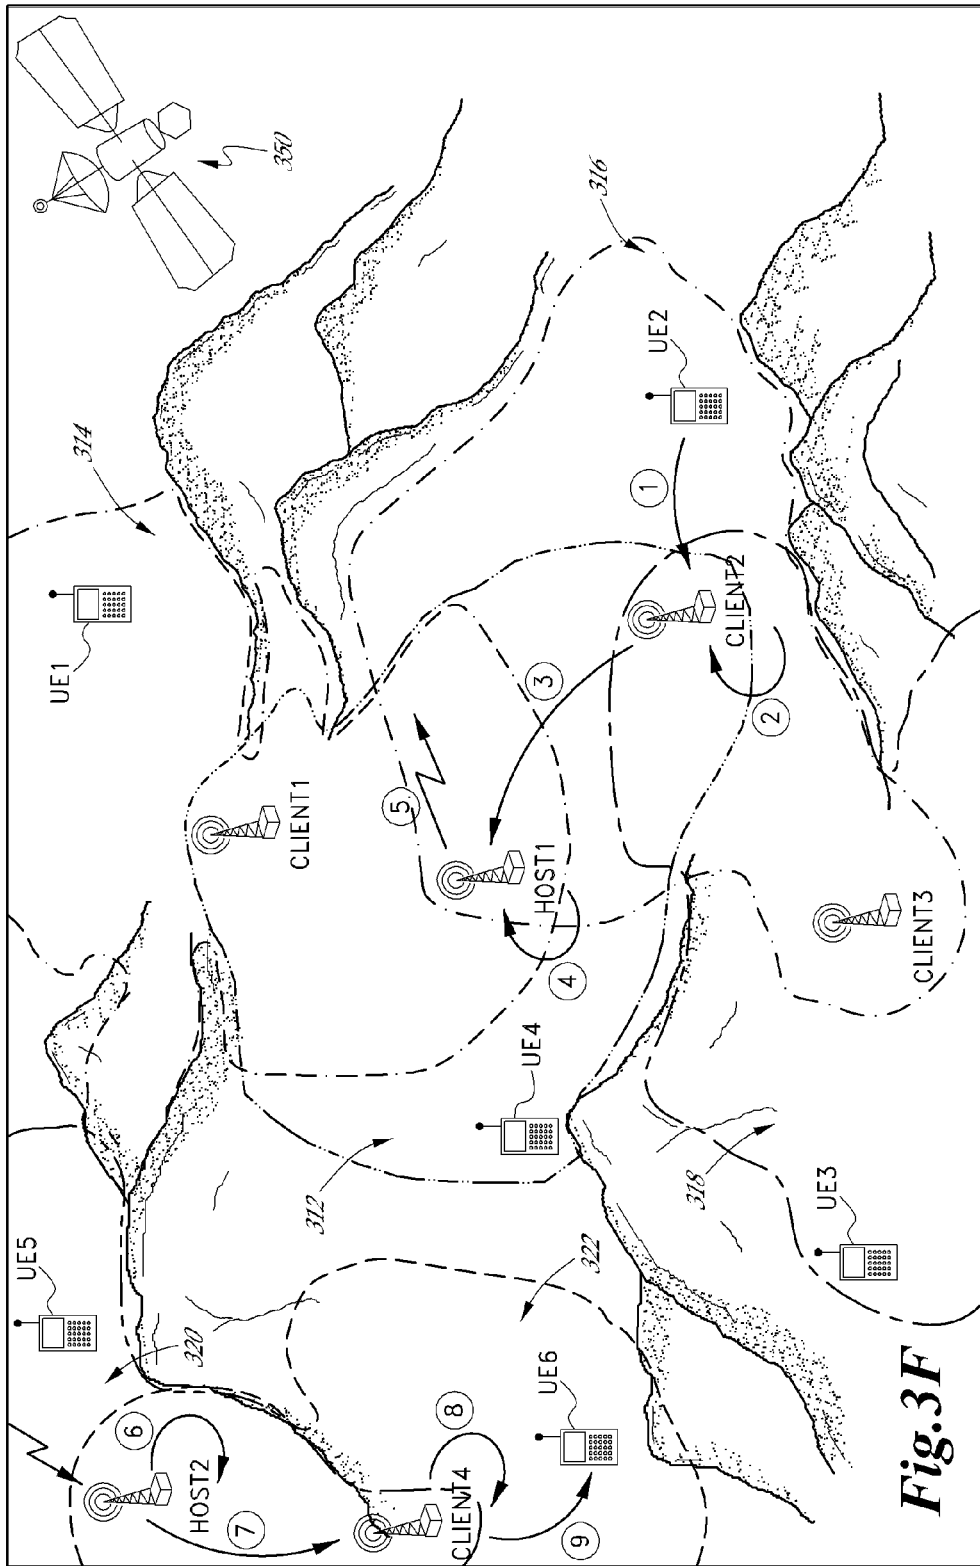 350
314
316
UE1
UE2
1
CLIENT1
CLIENT2
2
3
5
HOST1
4
CLIENT3
UE4
312
318
UE5
UE3
322
320
6
HOST2
7
8
UE6
CLIENT4
9
Fig.3F